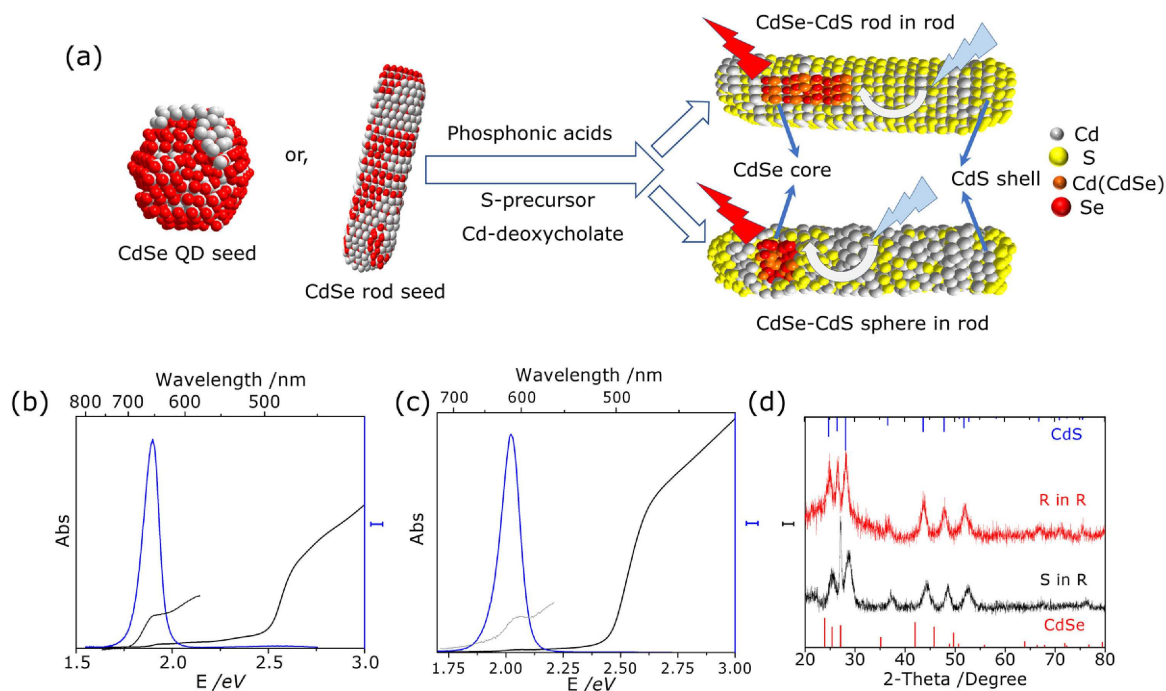 (a)
CdSe QD seed
or,
CdSe rod seed
Phosphonic acids
S-precursor
Cd-deoxycholate
CdSe-CdS rod in rod
CdSe core
CdS shell
CdSe-CdS sphere in rod
Cd
S
Cd(CdSe)
Se
(b)
Wavelength /nm
800 700 600 500
Abs
I
1.5 2.0 2.5 3.0
E /eV
(c)
Wavelength /nm
700 600 500
Abs
I
1.75 2.00 2.25 2.50 2.75 3.00
E /eV
(d)
I
CdS
R in R
S in R
CdSe
20 30 40 50 60 70 80
2-Theta /Degree